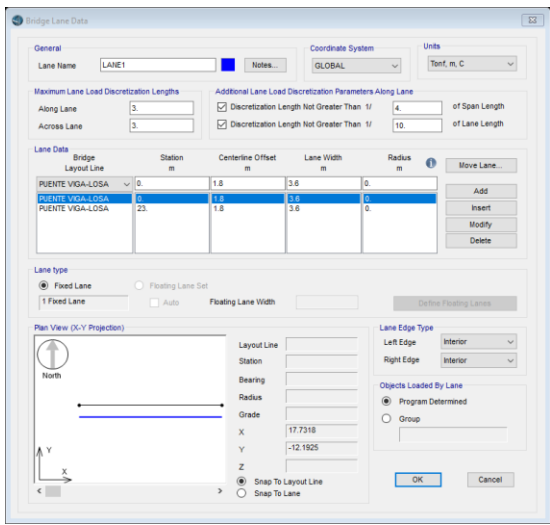 Bridge Lane Data
General
Lane Name LANE1 Notes...
Coordinate System
GLOBAL
Units
Tonf, m, C
Maximum Lane Load Discretization Lengths
Along Lane 3.
Across Lane 3.
Additional Lane Load Discretization Parameters Along Lane
Discretization Length Not Greater Than 1/ 4. of Span Length
Discretization Length Not Greater Than 1/ 10. of Lane Length
Lane Data
Bridge Layout Line Station m Centerline Offset m Lane Width m Radius m
PUENTE VIGA-LOSA 0. 1.8 3.6 0.
PUENTE VIGA-LOSA 0. 1.8 3.6 0.
PUENTE VIGA-LOSA 23. 1.8 3.6 0.
Move Lane...
Add
Insert
Modify
Delete
Lane type
Fixed Lane Floating Lane Set
1 Fixed Lane Auto Floating Lane Width Define Floating Lanes
Plan View (X-Y Projection)
North
Y
X
Layout Line
Station
Bearing
Radius
Grade
X 17.7318
Y -12.1925
Z
Snap To Layout Line
Snap To Lane
Lane Edge Type
Left Edge Interior
Right Edge Interior
Objects Loaded By Lane
Program Determined
Group
OK Cancel